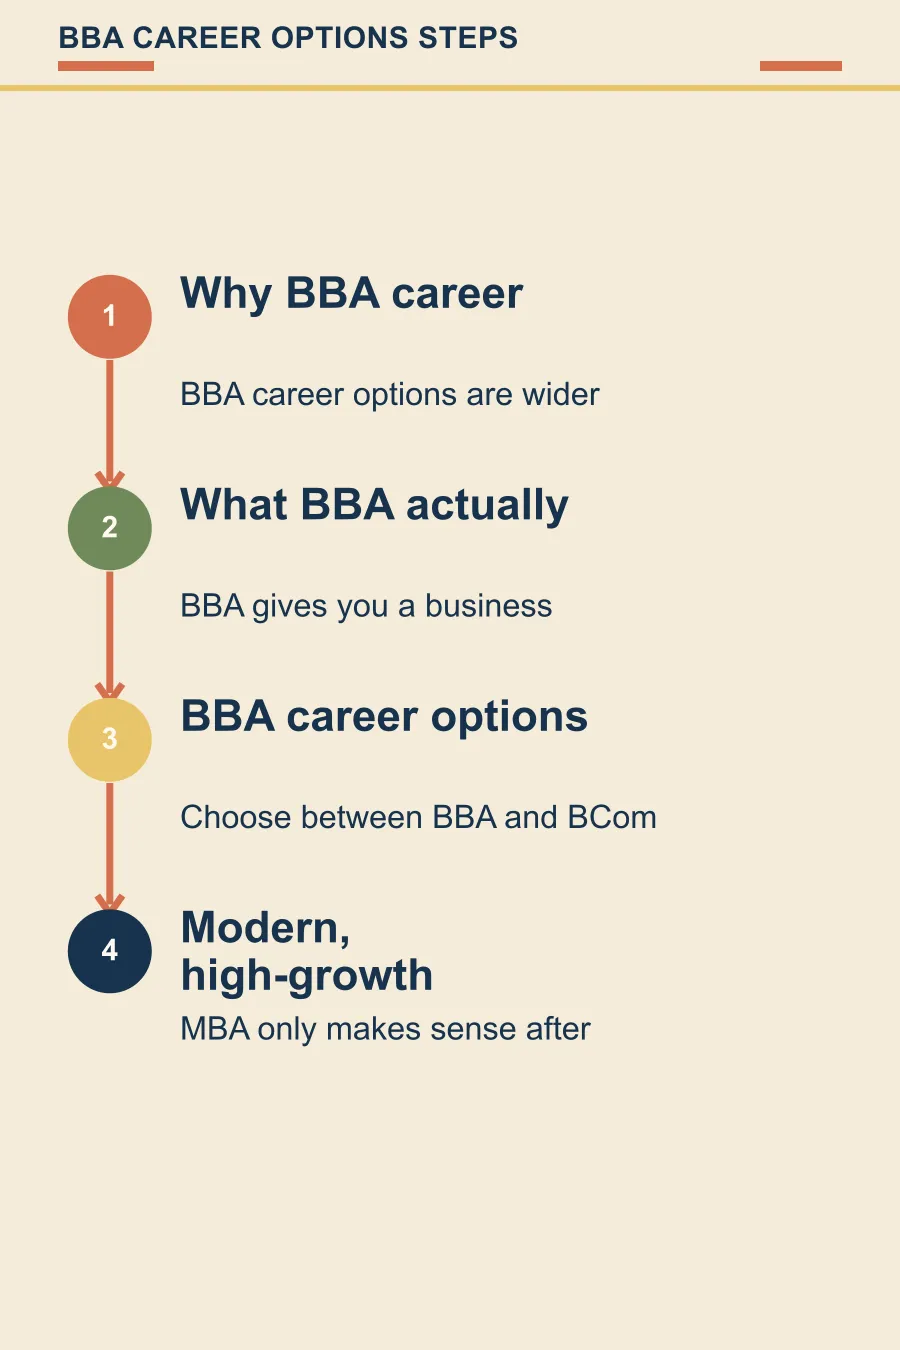 BBA CAREER OPTIONS STEPS
1
Why BBA career
BBA career options are wider
2
What BBA actually
BBA gives you a business
3
BBA career options
Choose between BBA and BCom
4
Modern,
high-growth
MBA only makes sense after